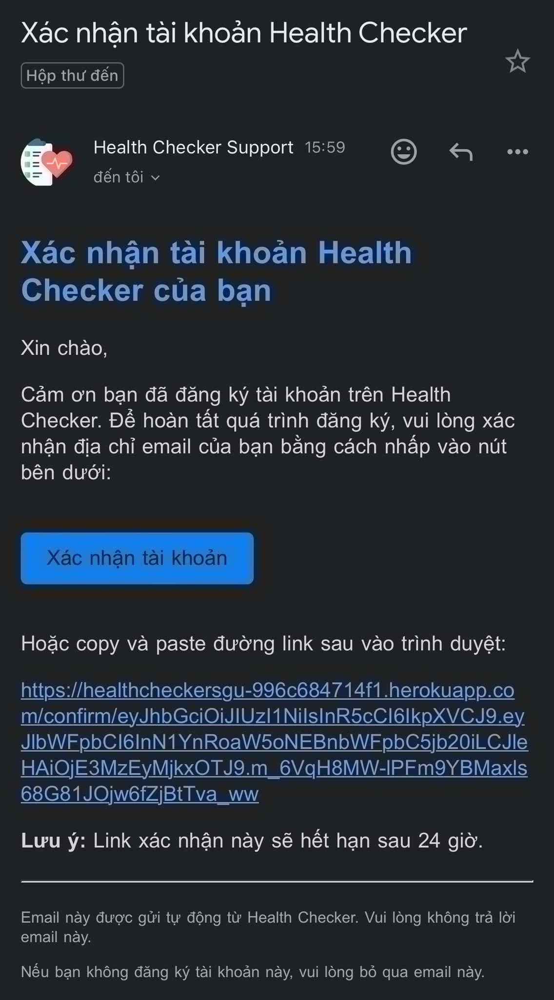 Xác nhận tài khoản Health Checker
Hộp thư đến
Health Checker Support 15:59
đến tôi
Xác nhận tài khoản Health
Checker của bạn
Xin chào,
Cảm ơn bạn đã đăng ký tài khoản trên Health
Checker. Để hoàn tất quá trình đăng ký, vui lòng xác
nhận địa chỉ email của bạn bằng cách nhấp vào nút
bên dưới:
Xác nhận tài khoản
Hoặc copy và paste đường link sau vào trình duyệt:
https://healthcheckersgu-996c684714f1.herokuapp.co
m/confirm/eyJhbGciOiJIUzI1NiIsInR5cCI6IkpXVCJ9.ey
JlbWFpbCI6InN1YnRoaW5oNEBnbWFpbC5jb20iLCJle
HAiOjE3MzEyMjkxOTJ9.m_6VqH8MW-lPFm9YBMaxls
68G81JOjw6fZjBtTva_ww
Lưu ý: Link xác nhận này sẽ hết hạn sau 24 giờ.
Email này được gửi tự động từ Health Checker. Vui lòng không trả lời
email này.
Nếu bạn không đăng ký tài khoản này, vui lòng bỏ qua email này.